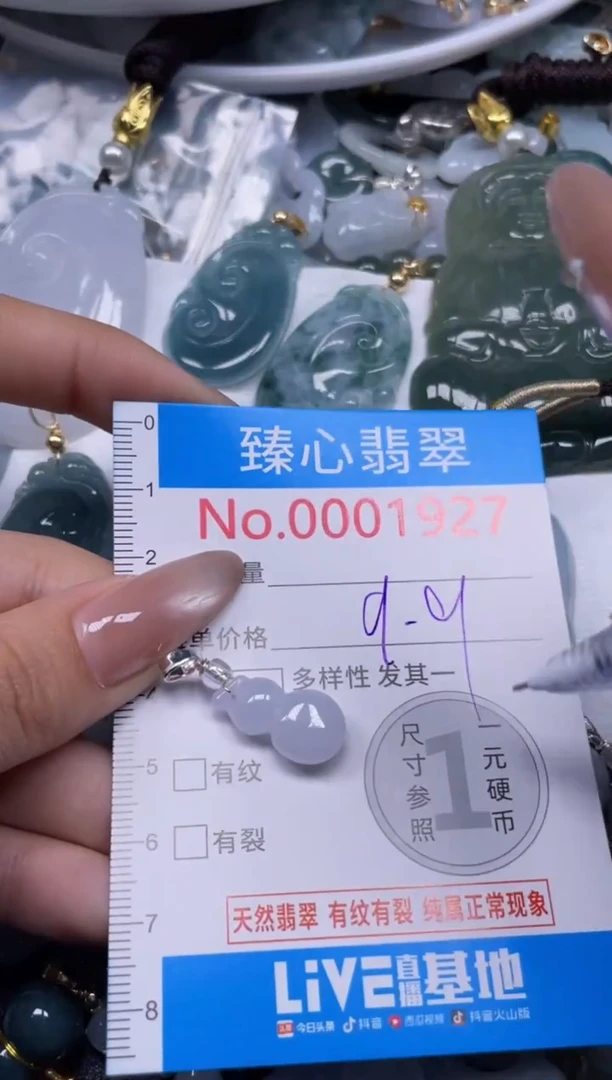 臻心翡翠
No.0001927
量
单价格 9.9
多样性 发其一
有纹
有裂
尺寸参照
1
一元硬币
天然翡翠 有纹有裂 纯属正常现象
LiVE直播基地
头条 今日头条 抖音 西瓜视频 抖音火山版
0
1
2
5
6
7
8